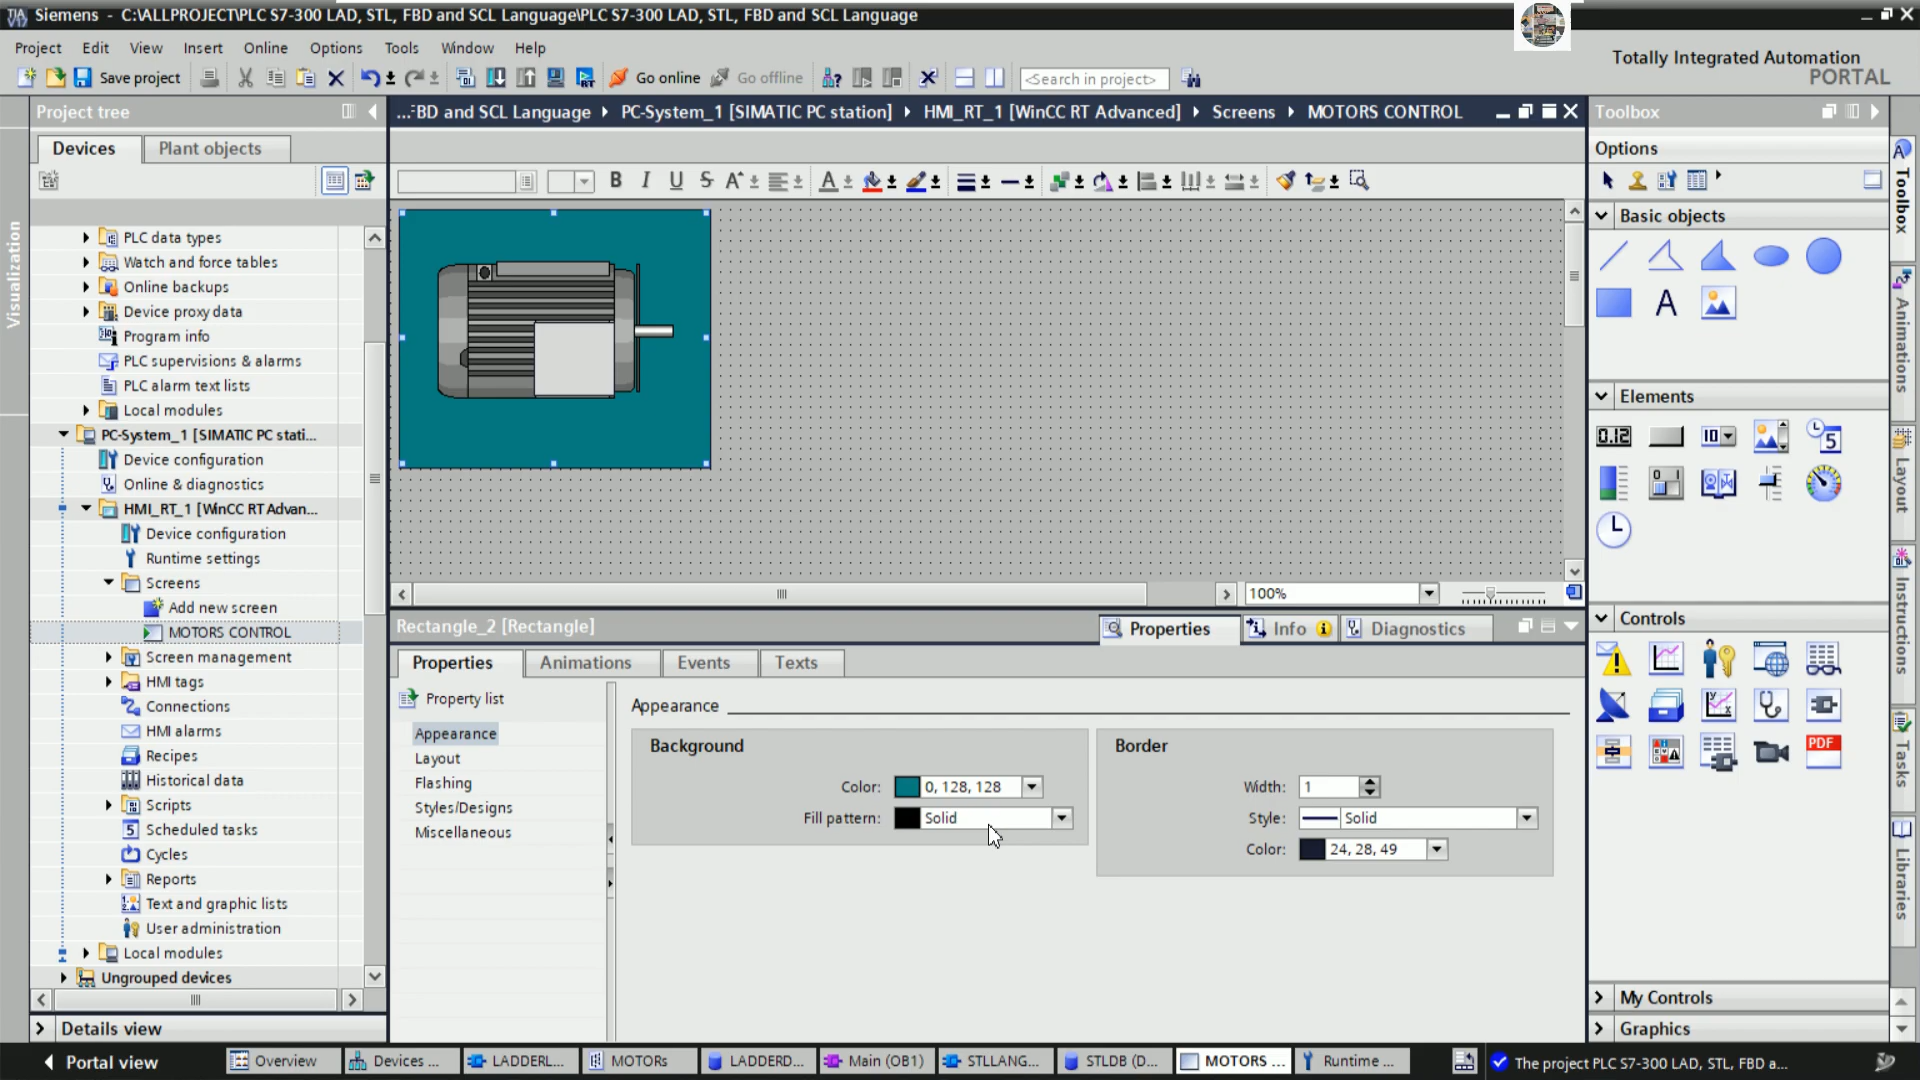 Siemens - C:\ALLPROJECT\PLC S7-300 LAD, STL, FBD and SCL Language\PLC S7-300 LAD, STL, FBD and SCL Language
Project Edit View Insert Online Options Tools Window Help
Totally Integrated Automation
PORTAL
Save project
Go online
Go offline
<Search in project>
Project tree
...FBD and SCL Language
PC-System_1 [SIMATIC PC station]
HMI_RT_1 [WinCC RT Advanced]
Screens
MOTORS CONTROL
Toolbox
Devices
Plant objects
Options
B I U S A
Visualization
PLC data types
Watch and force tables
Online backups
Device proxy data
Program info
PLC supervisions & alarms
PLC alarm text lists
Local modules
PC-System_1 [SIMATIC PC stati...
Device configuration
Online & diagnostics
HMI_RT_1 [WinCC RT Advan...
Device configuration
Runtime settings
Screens
Add new screen
MOTORS CONTROL
Screen management
HMI tags
Connections
HMI alarms
Recipes
Historical data
Scripts
Scheduled tasks
Cycles
Reports
Text and graphic lists
User administration
Local modules
Ungrouped devices
Details view
100%
Rectangle_2 [Rectangle]
Properties
Info
Diagnostics
Properties
Animations
Events
Texts
Property list
Appearance
Layout
Flashing
Styles/Designs
Miscellaneous
Appearance
Background
Color: 0, 128, 128
Fill pattern: Solid
Border
Width: 1
Style: Solid
Color: 24, 28, 49
Basic objects
A
Elements
0.12
10
5
Controls
PDF
My Controls
Graphics
Toolbox
Animations
Layout
Instructions
Tasks
Libraries
Portal view
Overview
Devices ...
LADDERL...
MOTORs
LADDERD...
Main (OB1)
STLLANG...
STLDB (D...
MOTORS ...
Runtime ...
The project PLC S7-300 LAD, STL, FBD a...